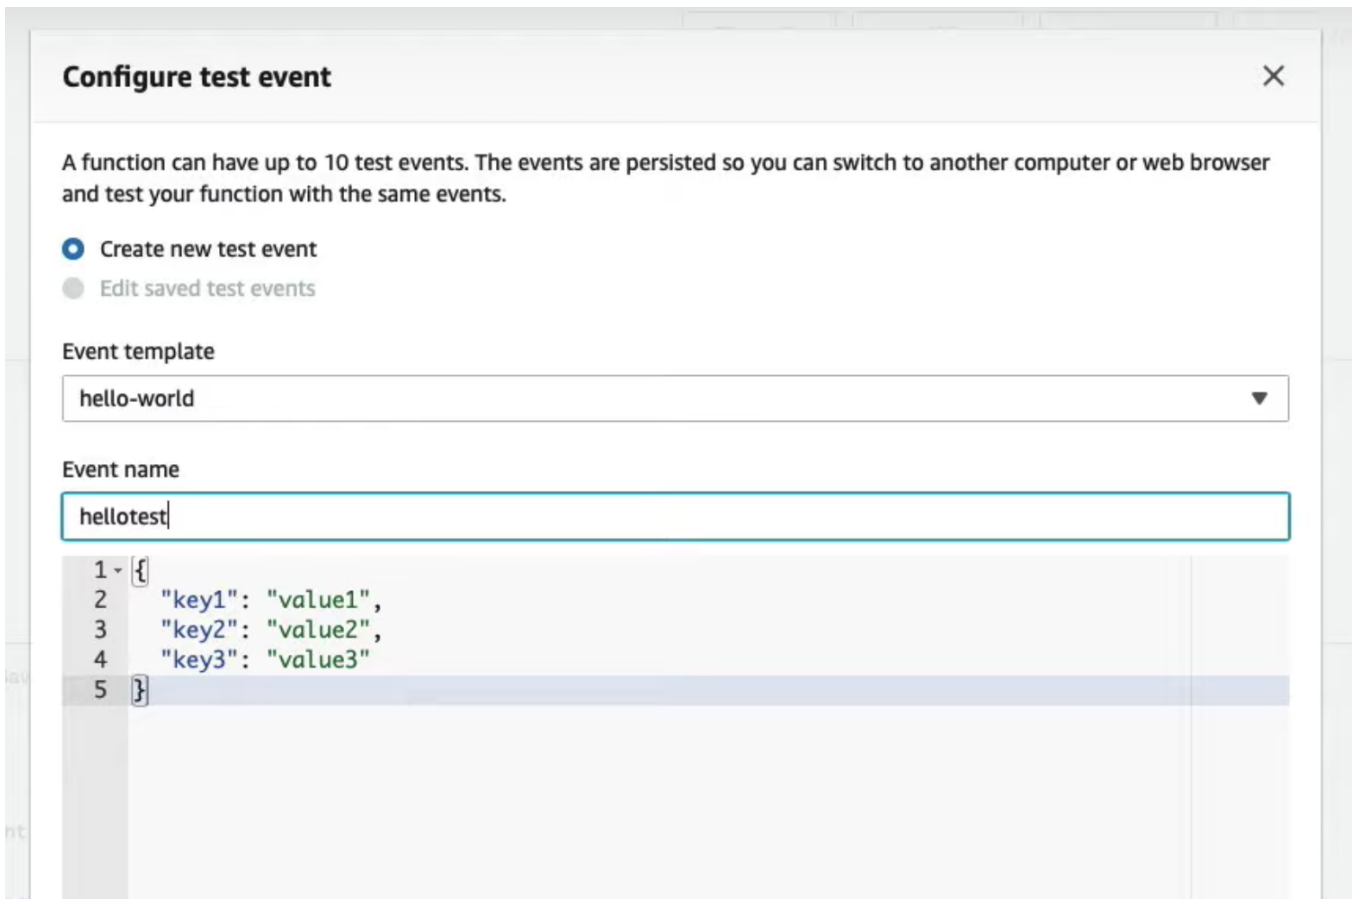 Configure test event
A function can have up to 10 test events. The events are persisted so you can switch to another computer or web browser
and test your function with the same events.
Create new test event
Edit saved test events
Event template
hello-world
Event name
hellotest
1 {
2 "key1": "value1",
3 "key2": "value2",
4 "key3": "value3"
5 }